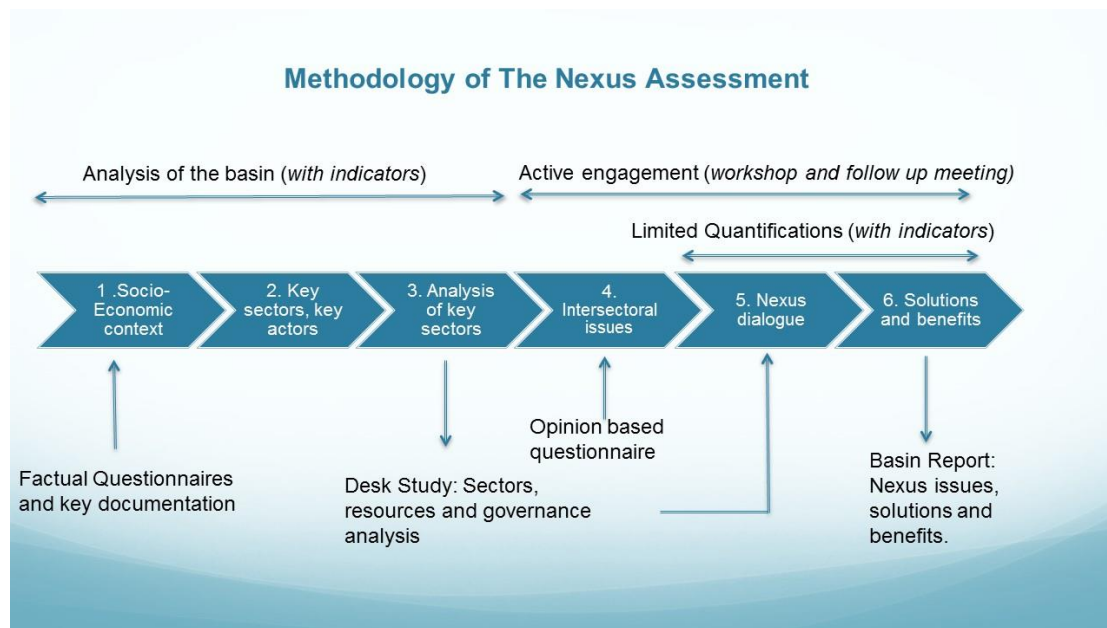 Methodology of The Nexus Assessment
Analysis of the basin (with indicators)
Active engagement (workshop and follow up meeting)
Limited Quantifications (with indicators)
1 .Socio-
Economic
context
2. Key
sectors, key
actors
3. Analysis
of key
sectors
4.
Intersectoral
issues
5. Nexus
dialogue
6. Solutions
and benefits
Factual Questionnaires
and key documentation
Desk Study: Sectors,
resources and governance
analysis
Opinion based
questionnaire
Basin Report:
Nexus issues,
solutions and
benefits.